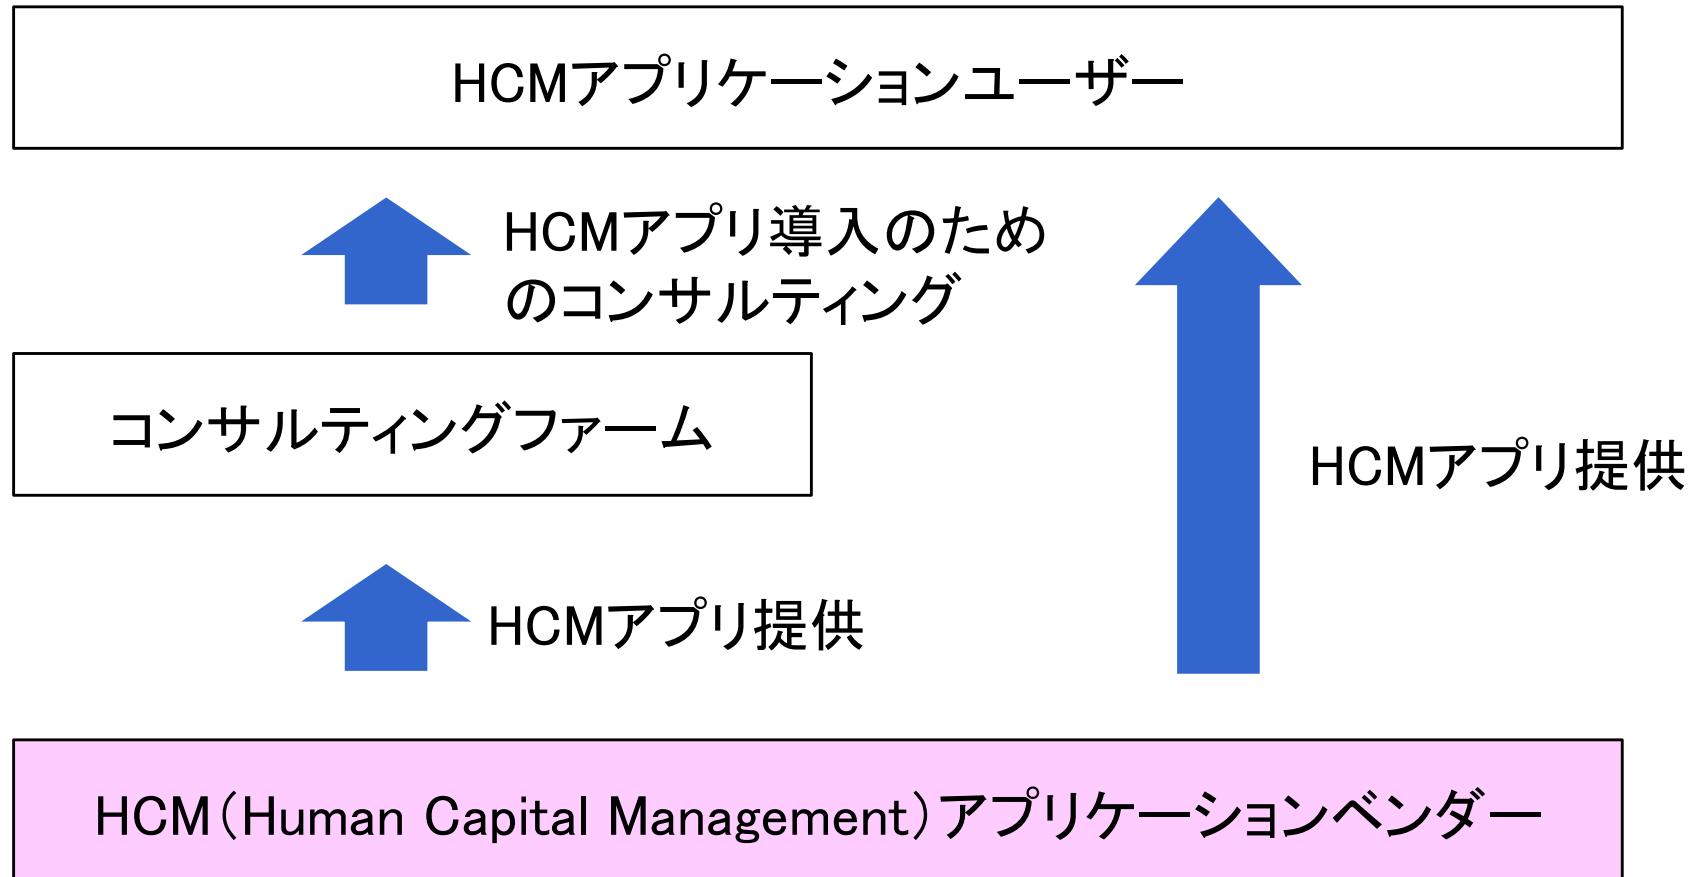 HCMアプリケーションユーザー
HCMアプリ導入のため
のコンサルティング
コンサルティングファーム
HCMアプリ提供
HCMアプリ提供
HCM（Human Capital Management）アプリケーションベンダー